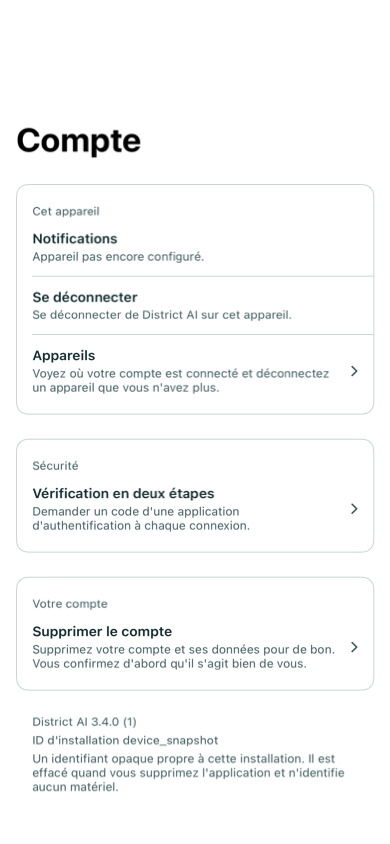 Compte
Cet appareil
Notifications
Appareil pas encore configuré.
Se déconnecter
Se déconnecter de District AI sur cet appareil.
Appareils
Voyez où votre compte est connecté et déconnectez
un appareil que vous n'avez plus.
Sécurité
Vérification en deux étapes
Demander un code d'une application
d'authentification à chaque connexion.
Votre compte
Supprimer le compte
Supprimez votre compte et ses données pour de bon.
Vous confirmez d'abord qu'il s'agit bien de vous.
District AI 3.4.0 (1)
ID d'installation device_snapshot
Un identifiant opaque propre à cette installation. Il est
effacé quand vous supprimez l'application et n'identifie
aucun matériel.